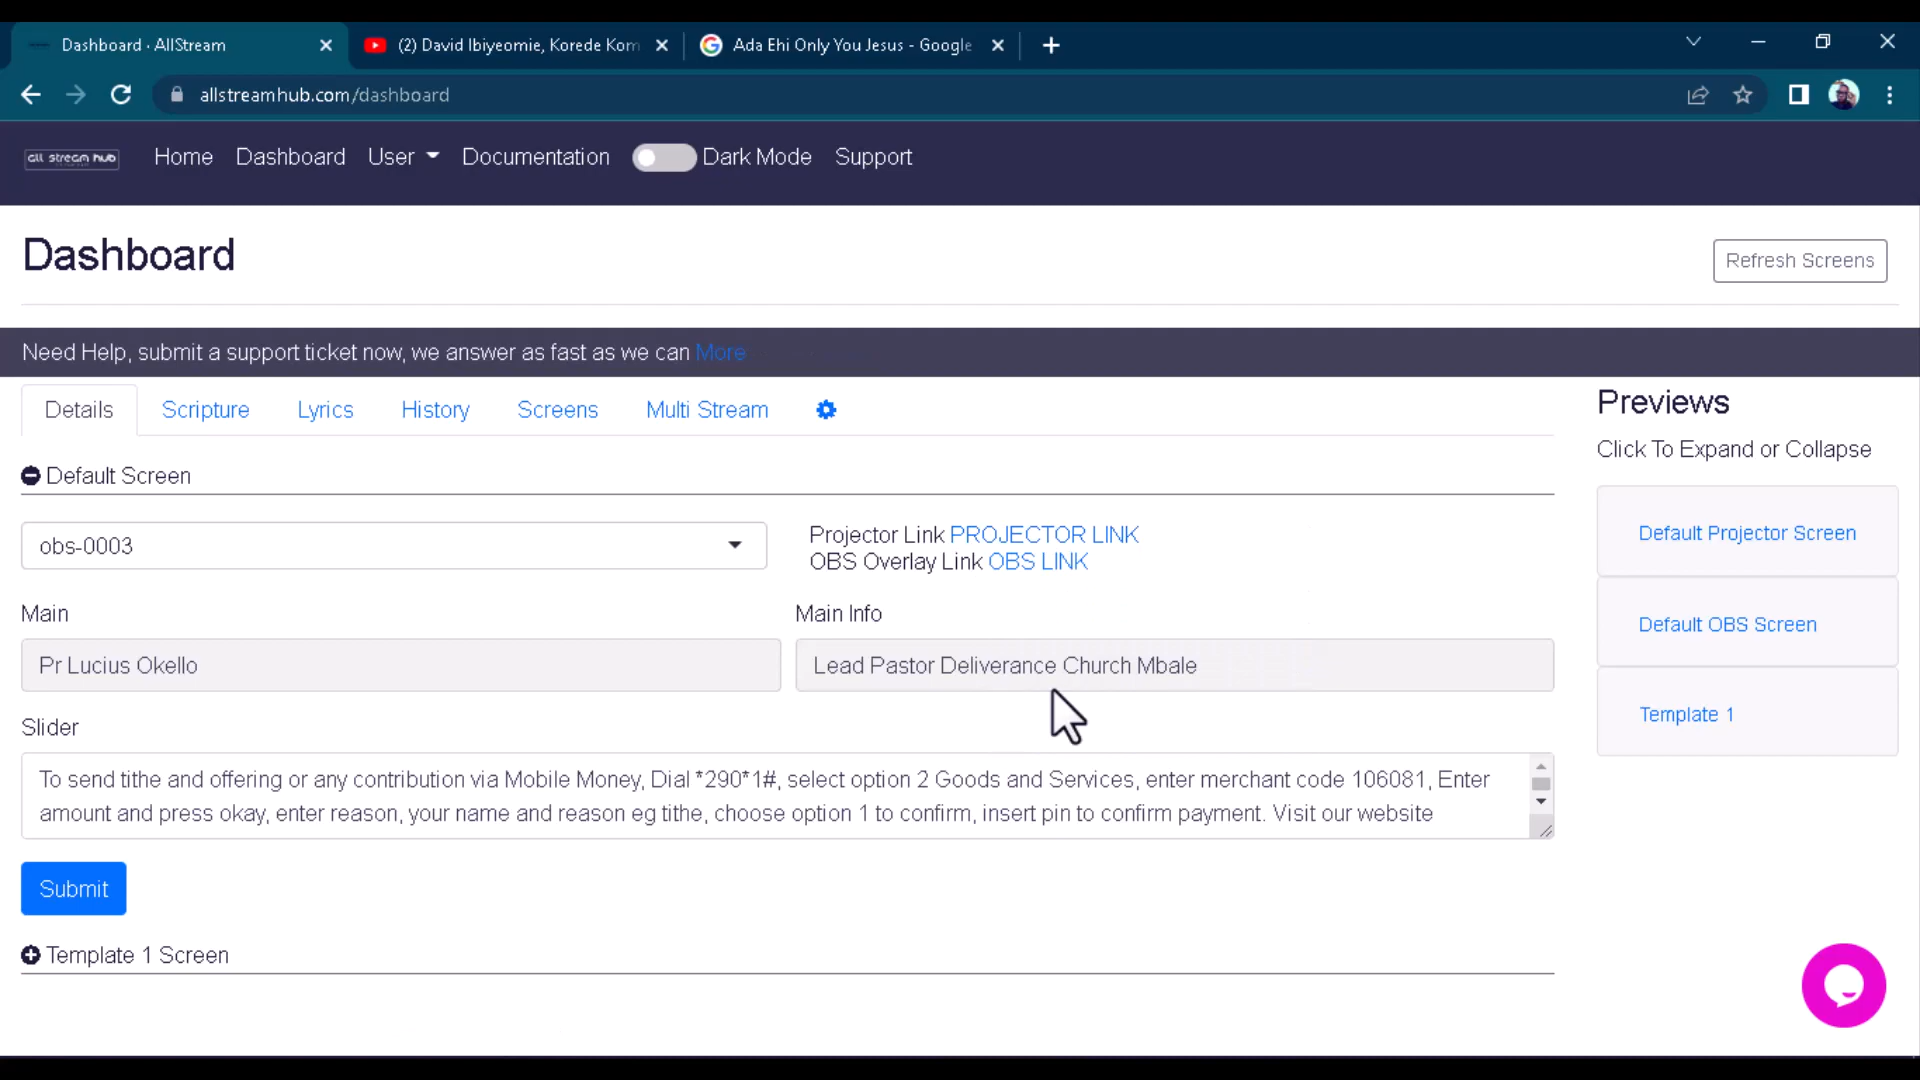 Dashboard · AllStream
(2) David Ibiyeomie, Korede Kom
Ada Ehi Only You Jesus - Google
allstreamhub.com/dashboard
all stream hub
Home
Dashboard
User
Documentation
Dark Mode
Support
Dashboard
Refresh Screens
Need Help, submit a support ticket now, we answer as fast as we can More
Details
Scripture
Lyrics
History
Screens
Multi Stream
Previews
Click To Expand or Collapse
Default Screen
obs-0003
Projector Link PROJECTOR LINK
OBS Overlay Link OBS LINK
Default Projector Screen
Main
Main Info
Default OBS Screen
Pr Lucius Okello
Lead Pastor Deliverance Church Mbale
Template 1
Slider
To send tithe and offering or any contribution via Mobile Money, Dial *290*1#, select option 2 Goods and Services, enter merchant code 106081, Enter
amount and press okay, enter reason, your name and reason eg tithe, choose option 1 to confirm, insert pin to confirm payment. Visit our website
Submit
Template 1 Screen